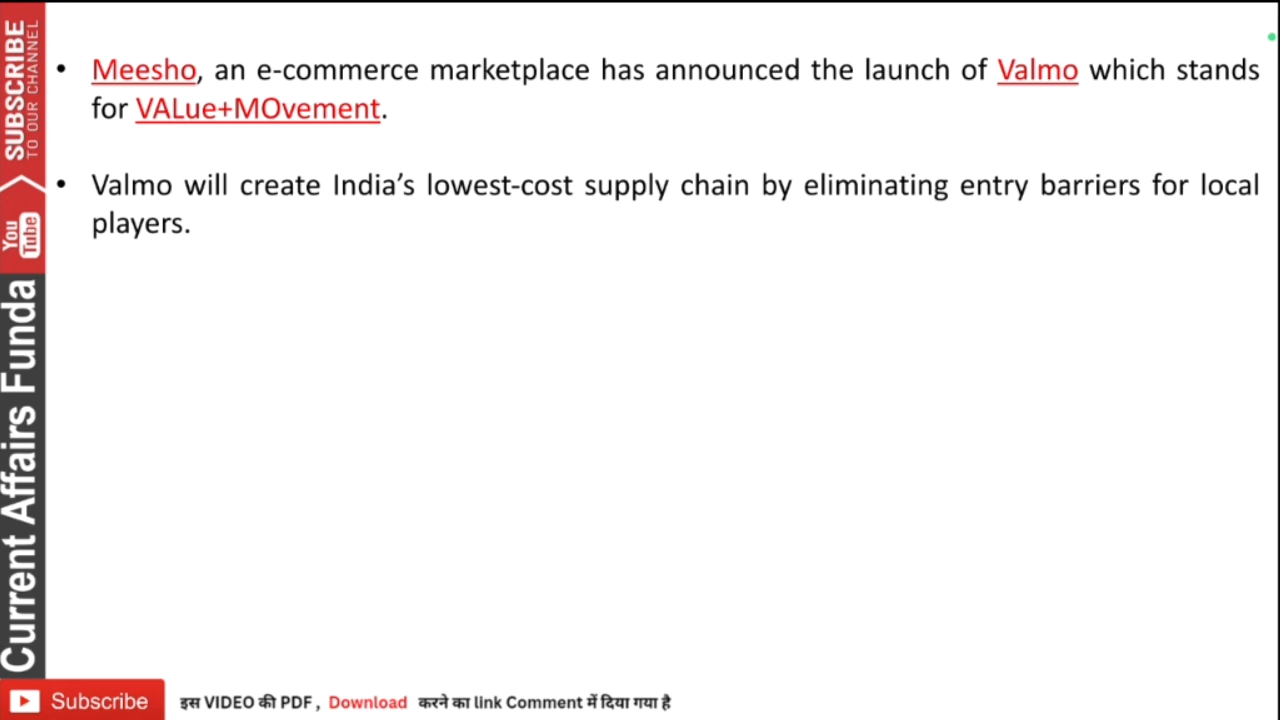 SUBSCRIBE
TO OUR CHANNEL
You
Tube
Current Affairs Funda
• Meesho, an e-commerce marketplace has announced the launch of Valmo which stands
for VALue+MOvement.
• Valmo will create India’s lowest-cost supply chain by eliminating entry barriers for local
players.
Subscribe
इस VIDEO की PDF , Download करने का link Comment में दिया गया है